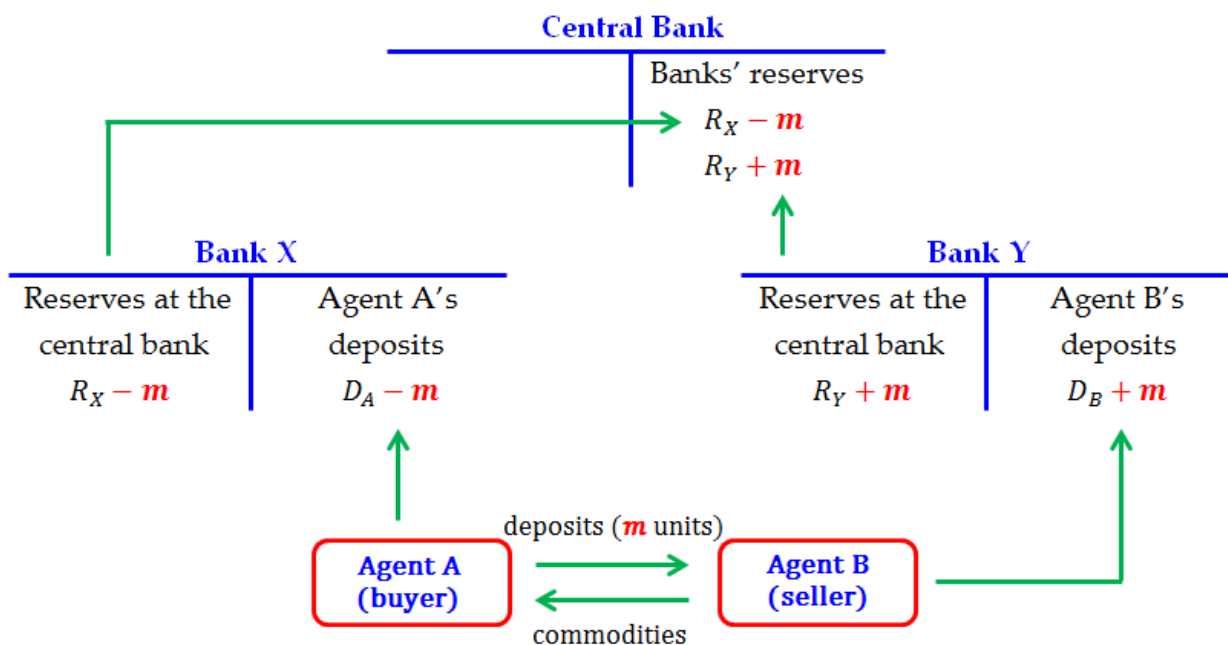 Central Bank
Banks’ reserves
R_X − m
R_Y + m
Bank X
Reserves at the
central bank
R_X − m
Agent A’s
deposits
D_A − m
Bank Y
Reserves at the
central bank
R_Y + m
Agent B’s
deposits
D_B + m
deposits (m units)
Agent A
(buyer)
Agent B
(seller)
commodities